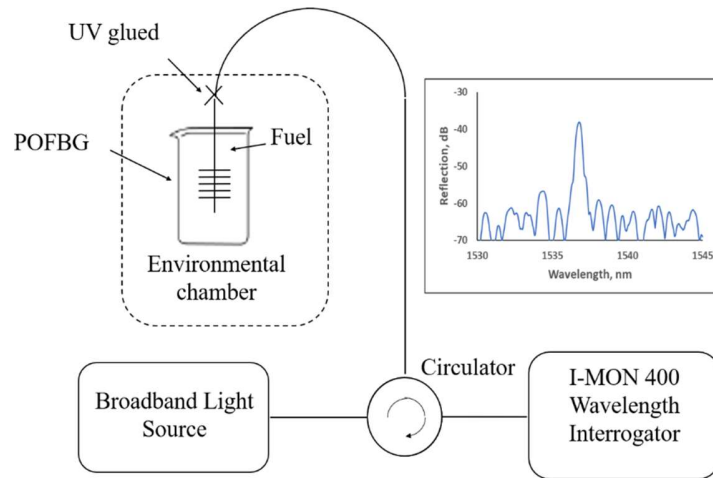 UV glued
POFBG
Fuel
Environmental
chamber
-30
-40
-50
-60
-70
Reflection, dB
1530
1535
1540
1545
Wavelength, nm
Circulator
Broadband Light
Source
I-MON 400
Wavelength
Interrogator